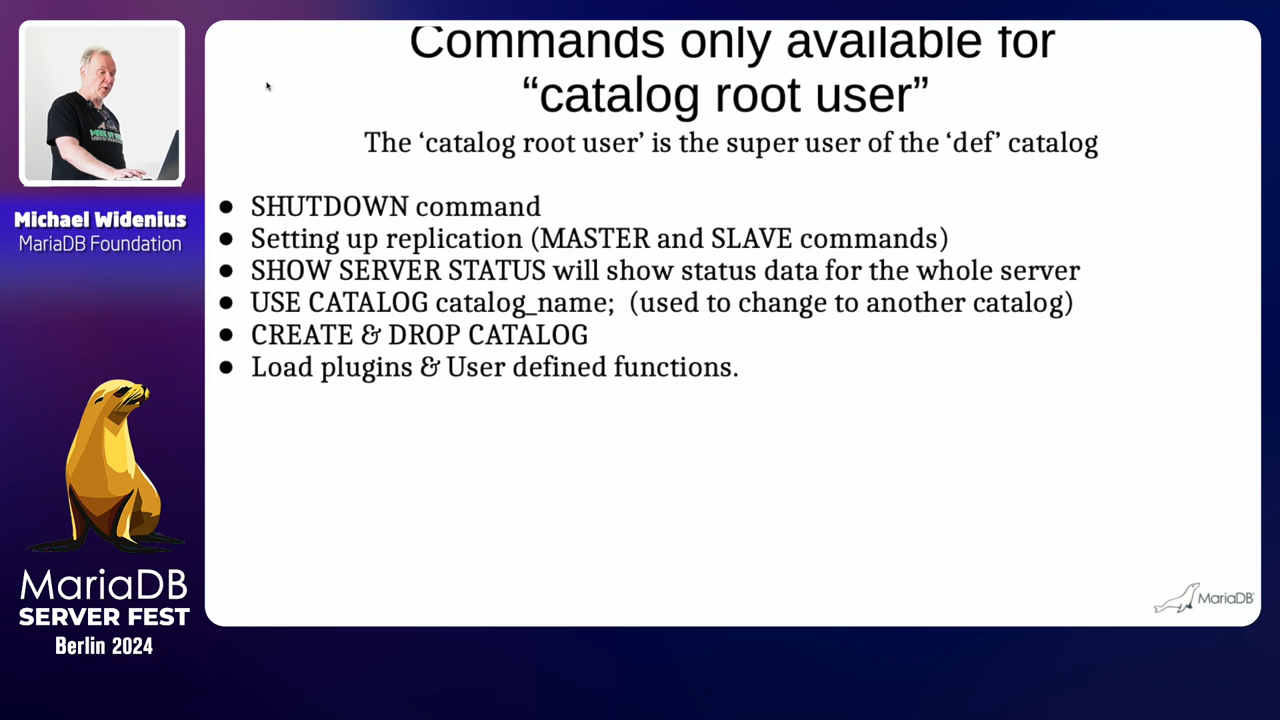 Commands only available for
“catalog root user”
The ‘catalog root user’ is the super user of the ‘def’ catalog
● SHUTDOWN command
● Setting up replication (MASTER and SLAVE commands)
● SHOW SERVER STATUS will show status data for the whole server
● USE CATALOG catalog_name; (used to change to another catalog)
● CREATE & DROP CATALOG
● Load plugins & User defined functions.
MariaDB
Michael Widenius
MariaDB Foundation
MariaDB
SERVER FEST
Berlin 2024